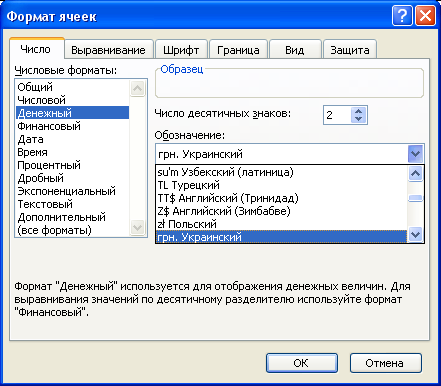 Формат ячеек
Число
Выравнивание
Шрифт
Граница
Вид
Защита
Числовые форматы:
Общий
Числовой
Денежный
Финансовый
Дата
Время
Процентный
Дробный
Экспоненциальный
Текстовый
Дополнительный
(все форматы)
Образец
Число десятичных знаков: 2
Обозначение:
грн. Украинский
su'm Узбекский (латиница)
TL Турецкий
TT$ Английский (Тринидад)
Z$ Английский (Зимбабве)
zł Польский
грн. Украинский
Формат "Денежный" используется для отображения денежных величин. Для
выравнивания значений по десятичному разделителю используйте формат
"Финансовый".
ОК
Отмена